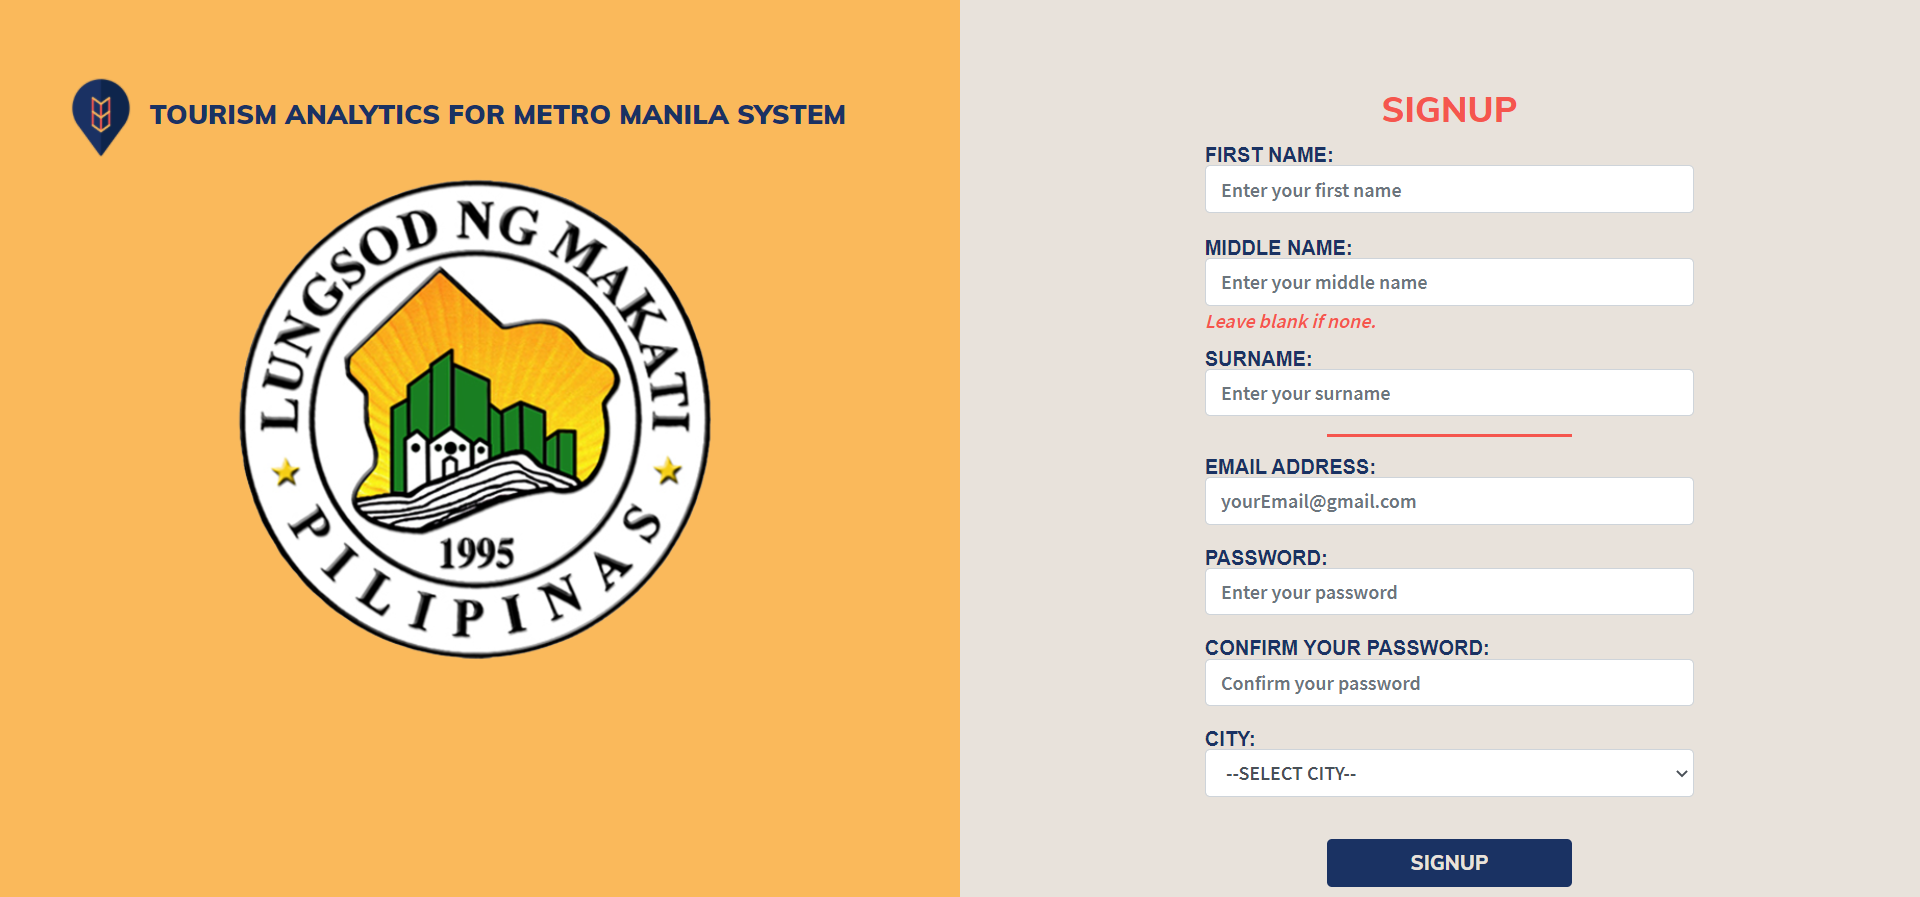 TOURISM ANALYTICS FOR METRO MANILA SYSTEM
LUNGSOD NG MAKATI
1995
PILIPINAS
SIGNUP
FIRST NAME:
Enter your first name
MIDDLE NAME:
Enter your middle name
Leave blank if none.
SURNAME:
Enter your surname
EMAIL ADDRESS:
yourEmail@gmail.com
PASSWORD:
Enter your password
CONFIRM YOUR PASSWORD:
Confirm your password
CITY:
--SELECT CITY--
SIGNUP